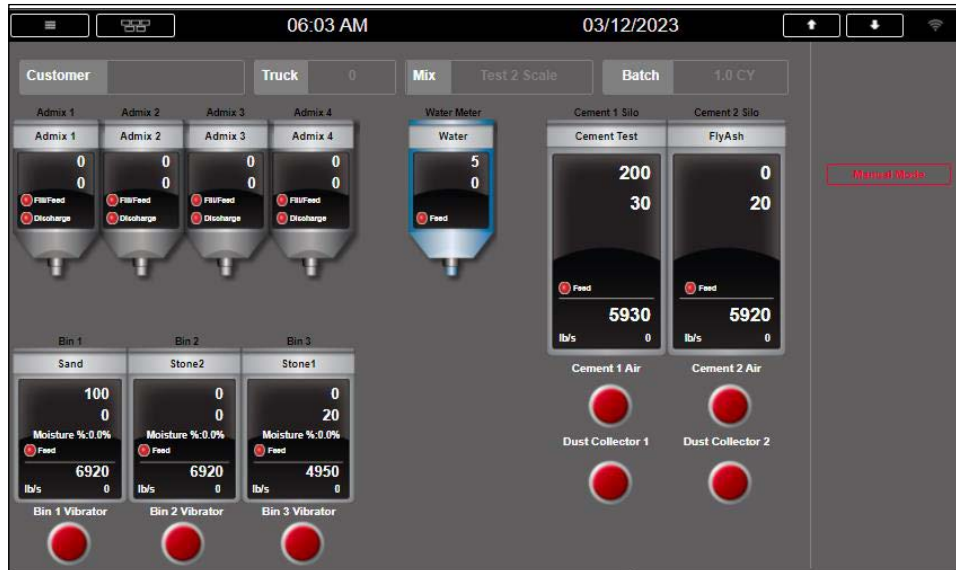 06:03 AM 03/12/2023
Customer Truck 0 Mix Test 2 Scale Batch 1.0 CY
Admix 1 Admix 2 Admix 3 Admix 4 Water Meter Cement 1 Silo Cement 2 Silo
Admix 1 Admix 2 Admix 3 Admix 4 Water Cement Test FlyAsh
0 0 0 0 5 200 0
0 0 0 0 0 30 20
Fill/Feed Fill/Feed Fill/Feed Fill/Feed
Discharge Discharge Discharge Discharge Feed
Manual Mode
Feed Feed
5930 5920
lb/s 0 lb/s 0
Bin 1 Bin 2 Bin 3
Sand Stone2 Stone1
Cement 1 Air Cement 2 Air
100 0 0
0 0 20
Moisture %:0.0% Moisture %:0.0% Moisture %:0.0%
Feed Feed Feed
Dust Collector 1 Dust Collector 2
6920 6920 4950
lb/s 0 lb/s 0 lb/s 0
Bin 1 Vibrator Bin 2 Vibrator Bin 3 Vibrator